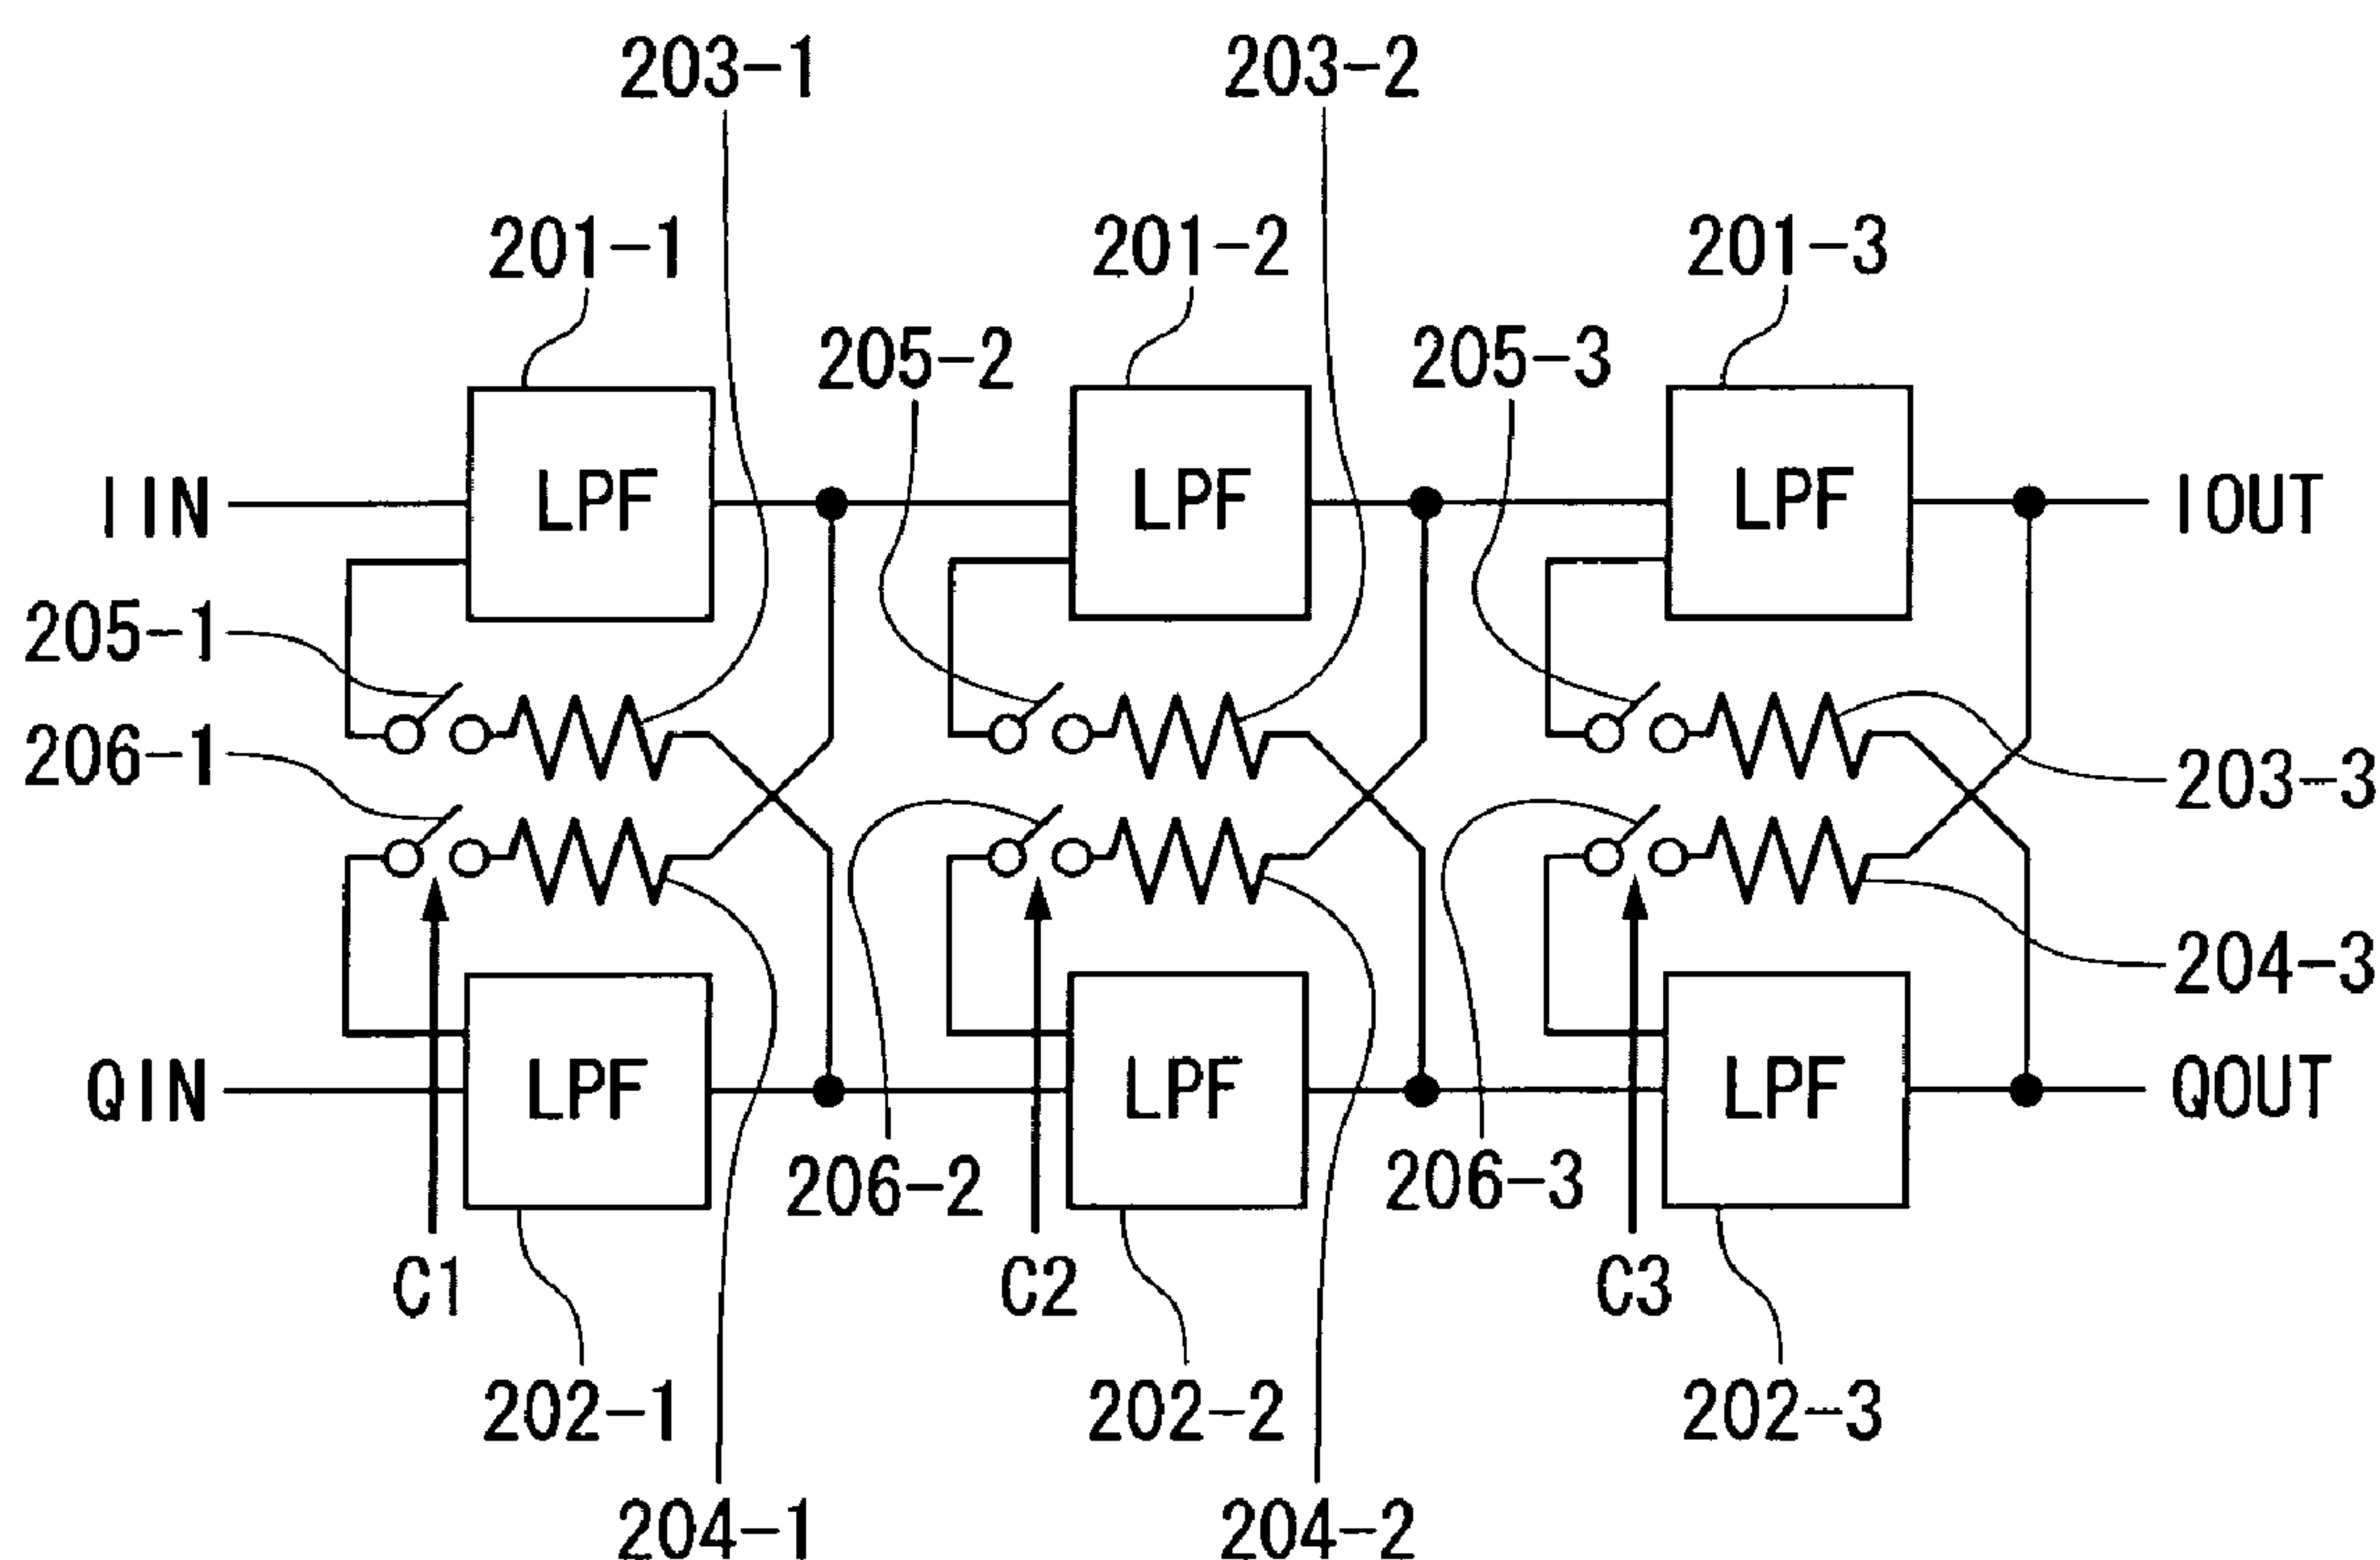 203-1
203-2
201-1
201-2
201-3
205-2
205-3
LPF
LPF
LPF
IIN
IOUT
205-1
206-1
203-3
204-3
LPF
LPF
LPF
QIN
QOUT
206-2
206-3
C1
C2
C3
202-1
202-2
202-3
204-1
204-2